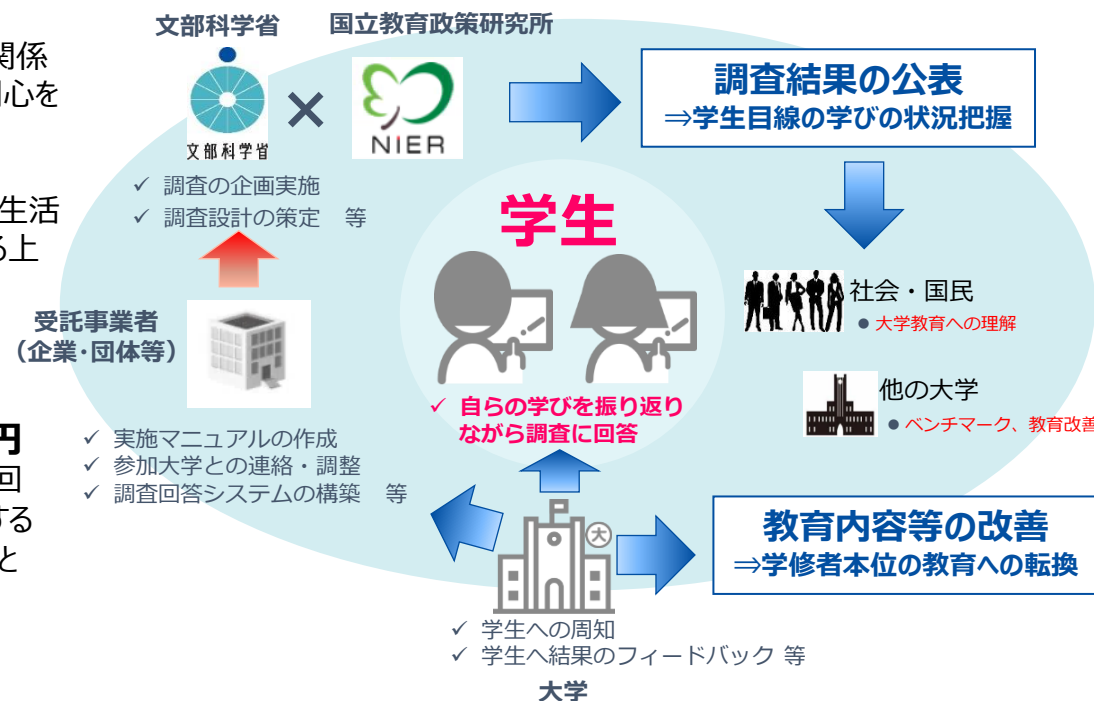 関係
心を
生活
上
円
回
する
と
文部科学省
国立教育政策研究所
文部科学省
×
NIER
✓ 調査の企画実施
✓ 調査設計の策定 等
調査結果の公表
⇒学生目線の学びの状況把握
学生
✓ 自らの学びを振り返り
ながら調査に回答
社会・国民
● 大学教育への理解
他の大学
● ベンチマーク、教育改善
受託事業者
（企業・団体等）
✓ 実施マニュアルの作成
✓ 参加大学との連絡・調整
✓ 調査回答システムの構築 等
大
教育内容等の改善
⇒学修者本位の教育への転換
✓ 学生への周知
✓ 学生へ結果のフィードバック 等
大学